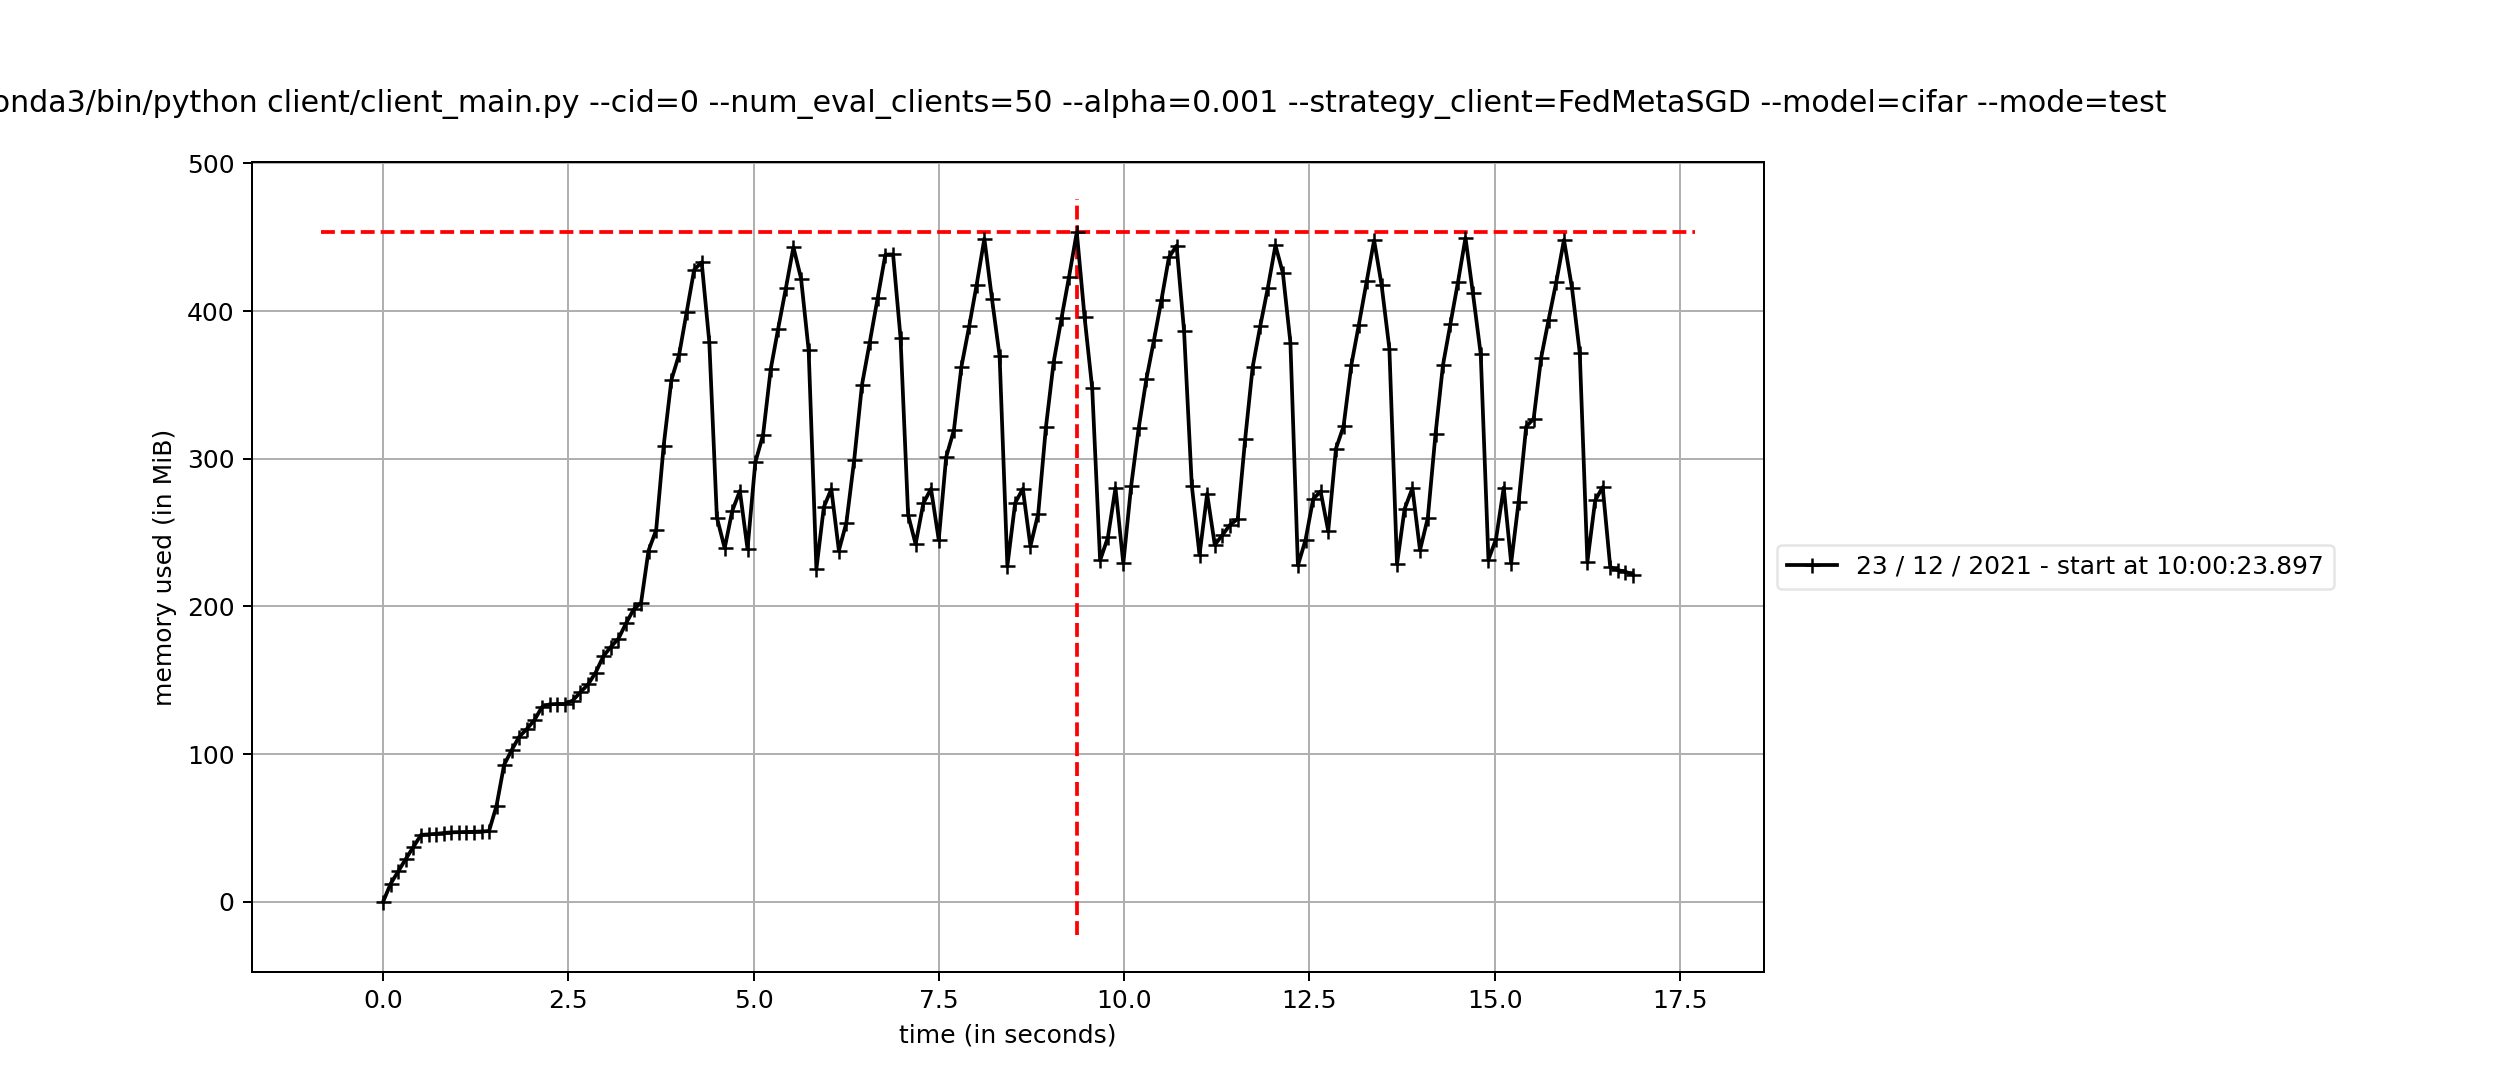 onda3/bin/python client/client_main.py --cid=0 --num_eval_clients=50 --alpha=0.001 --strategy_client=FedMetaSGD --model=cifar --mode=test
500
400
300
200
100
0
memory used (in MiB)
0.0 2.5 5.0 7.5 10.0 12.5 15.0 17.5
time (in seconds)
23 / 12 / 2021 - start at 10:00:23.897